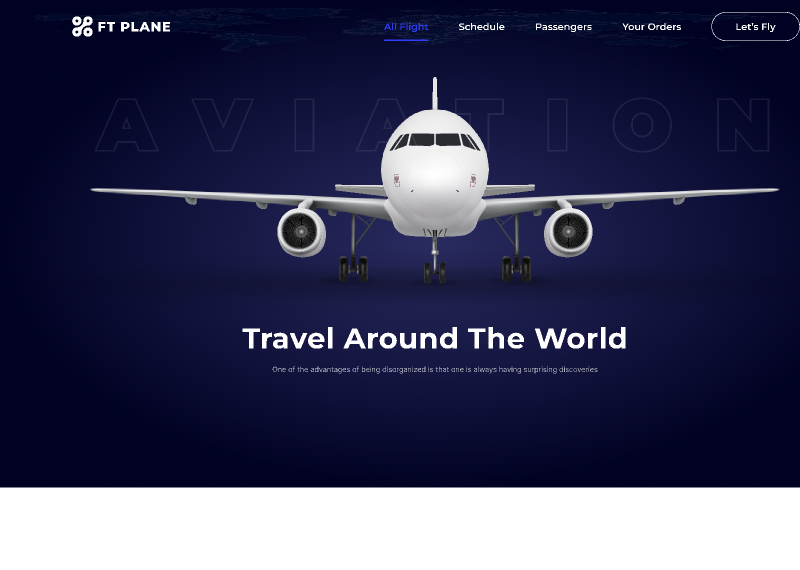 FT PLANE
All Flight
Schedule
Passengers
Your Orders
Let's Fly
AVIATION
Travel Around The World
One of the advantages of being disorganized is that one is always having surprising discoveries